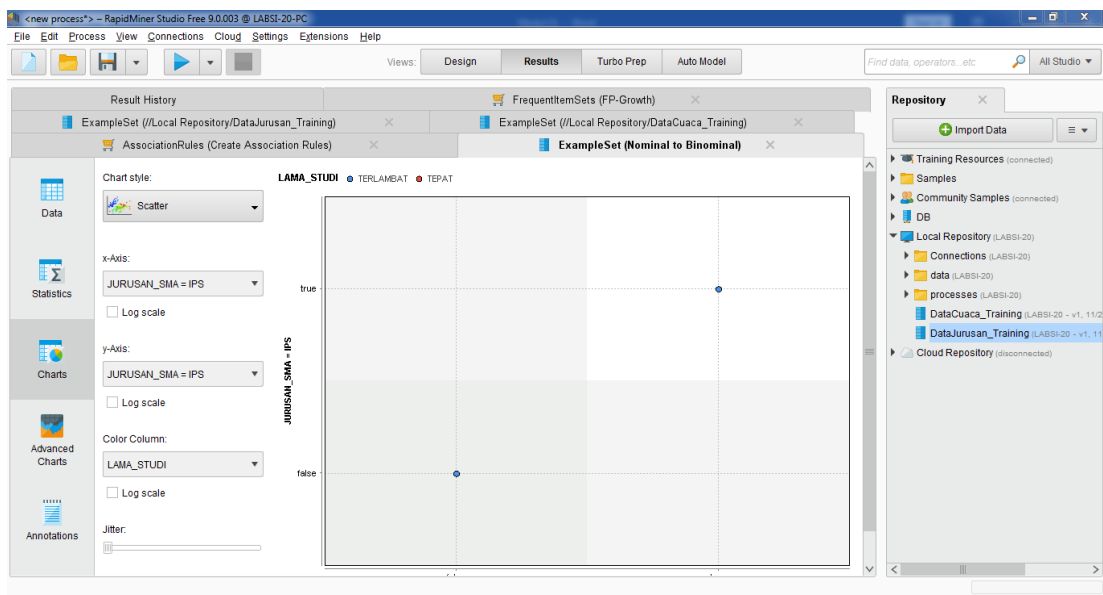 <new process*> – RapidMiner Studio Free 9.0.003 @ LABSI-20-PC
File Edit Process View Connections Cloud Settings Extensions Help
Views: Design Results Turbo Prep Auto Model
Find data, operators...etc All Studio
Result History FrequentItemSets (FP-Growth)
ExampleSet (//Local Repository/DataJurusan_Training) ExampleSet (//Local Repository/DataCuaca_Training)
AssociationRules (Create Association Rules) ExampleSet (Nominal to Binominal)
Data
Statistics
Charts
Advanced
Charts
Annotations
Chart style:
Scatter
x-Axis:
JURUSAN_SMA = IPS
Log scale
y-Axis:
JURUSAN_SMA = IPS
Log scale
Color Column:
LAMA_STUDI
Log scale
Jitter:
LAMA_STUDI TERLAMBAT TEPAT
true
JURUSAN_SMA = IPS
false
Repository
Import Data
Training Resources (connected)
Samples
Community Samples (connected)
DB
Local Repository (LABSI-20)
Connections (LABSI-20)
data (LABSI-20)
processes (LABSI-20)
DataCuaca_Training (LABSI-20 - v1, 11/2
DataJurusan_Training (LABSI-20 - v1, 11
Cloud Repository (disconnected)